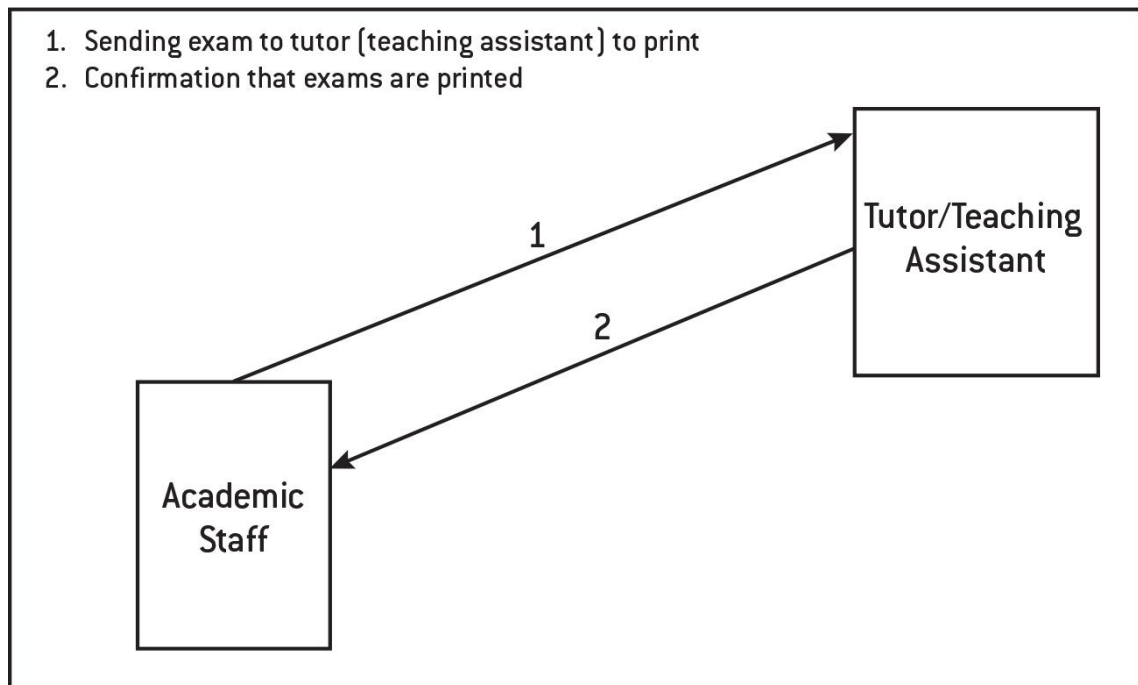 1. Sending exam to tutor (teaching assistant) to print
2. Confirmation that exams are printed
1
Tutor/Teaching
Assistant
2
Academic
Staff